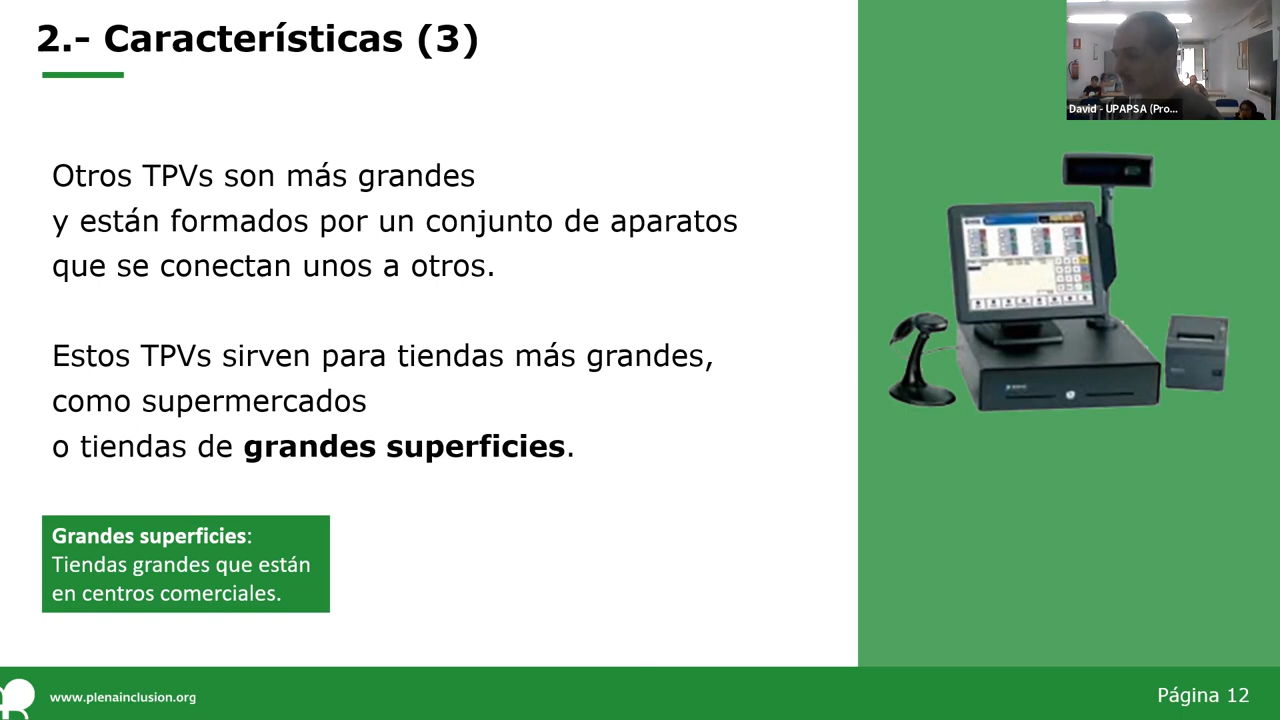 2.- Características (3)
David - UPAPSA (Pro...
Otros TPVs son más grandes
y están formados por un conjunto de aparatos
que se conectan unos a otros.
Estos TPVs sirven para tiendas más grandes,
como supermercados
o tiendas de grandes superficies.
Grandes superficies:
Tiendas grandes que están
en centros comerciales.
www.plenainclusion.org
Página 12